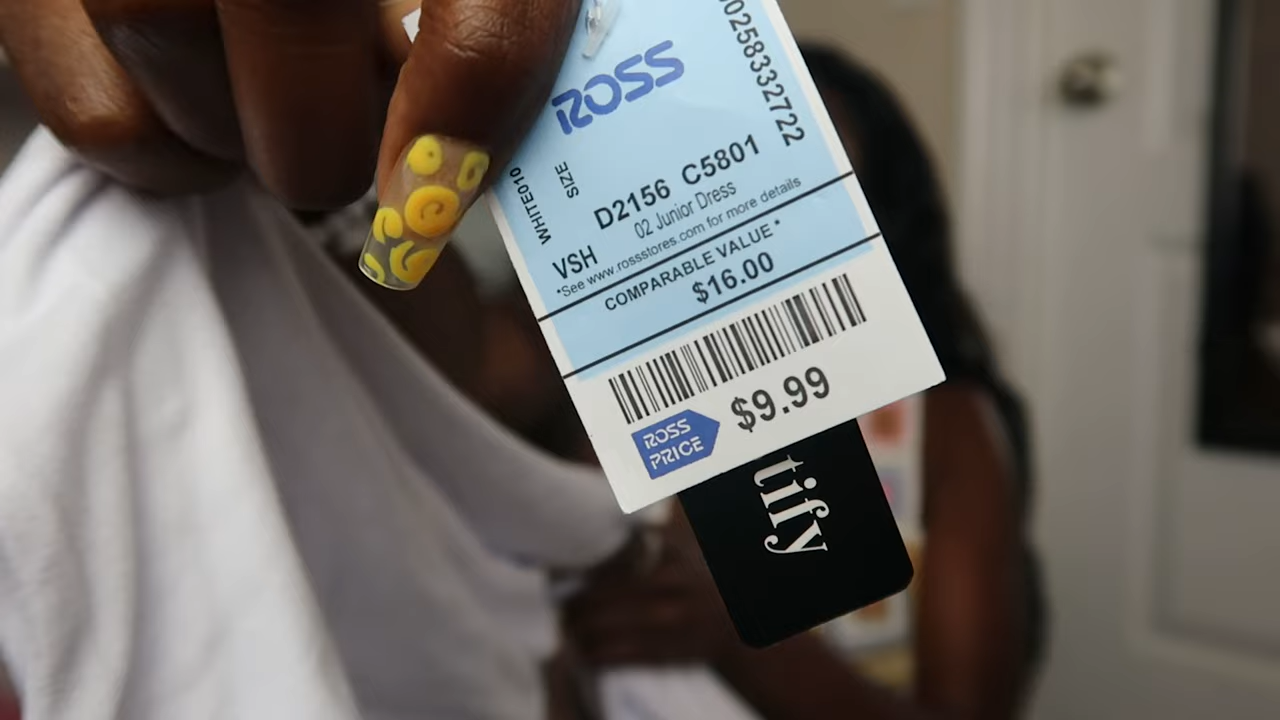 ROSS
02583332722
SIZE
WHITE010
D2156 C5801
02 Junior Dress
VSH
*See www.rossstores.com for more details
COMPARABLE VALUE*
$16.00
ROSS
PRICE
$9.99
tify